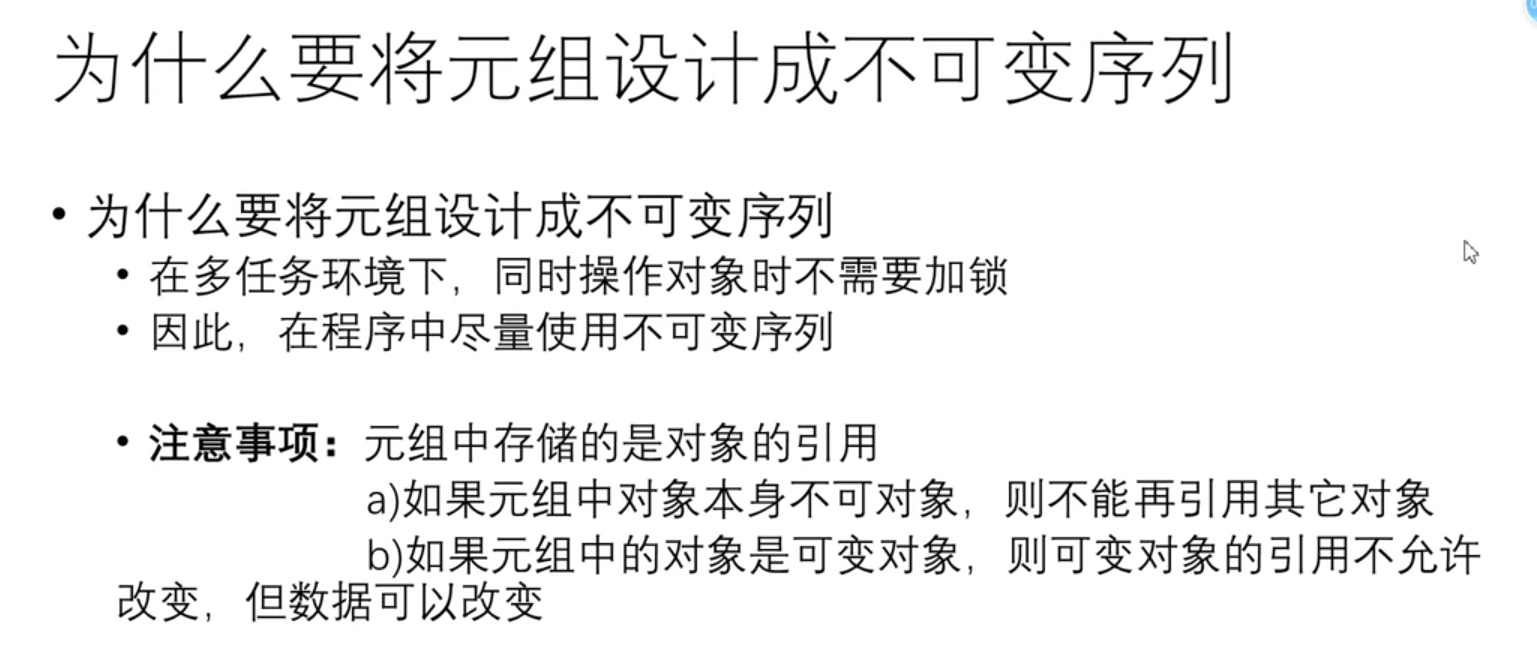 为什么要将元组设计成不可变序列
• 为什么要将元组设计成不可变序列
• 在多任务环境下，同时操作对象时不需要加锁
• 因此，在程序中尽量使用不可变序列
• 注意事项：元组中存储的是对象的引用
a)如果元组中对象本身不可对象，则不能再引用其它对象
b)如果元组中的对象是可变对象，则可变对象的引用不允许
改变，但数据可以改变